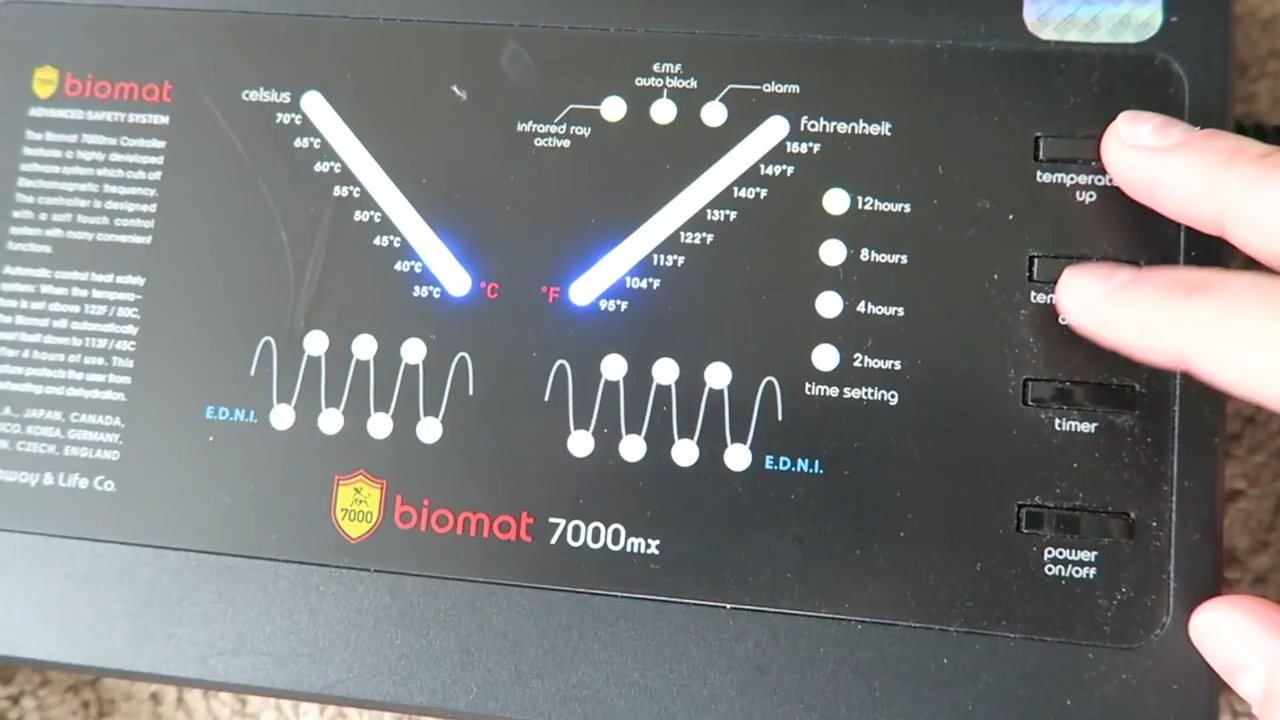 7000 biomat
ADVANCED SAFETY SYSTEM
The Biomat 7000mx Controller
features a highly developed
software system which cuts off
Electromagnetic frequency.
The controller is designed
with a soft touch control
system with many convenient
functions.
Automatic control heat safety
system: When the tempera-
is set above 122F / 50C,
The Biomat will automatically
itself down to 113F/45C
after 4 hours of use. This
protects the user from
overheating and dehydration.
JAPAN, CANADA,
KOREA, GERMANY,
CZECH, ENGLAND
& Life Co.
celsius
70°C
65°C
60°C
55°C
50°C
45°C
40°C
35°C
°C
infrared ray
active
E.M.F.
auto block
alarm
fahrenheit
158°F
149°F
140°F
131°F
122°F
113°F
104°F
95°F
°F
12hours
8hours
4hours
2hours
time setting
E.D.N.I.
E.D.N.I.
7000 biomat 7000mx
up
timer
power
on/off